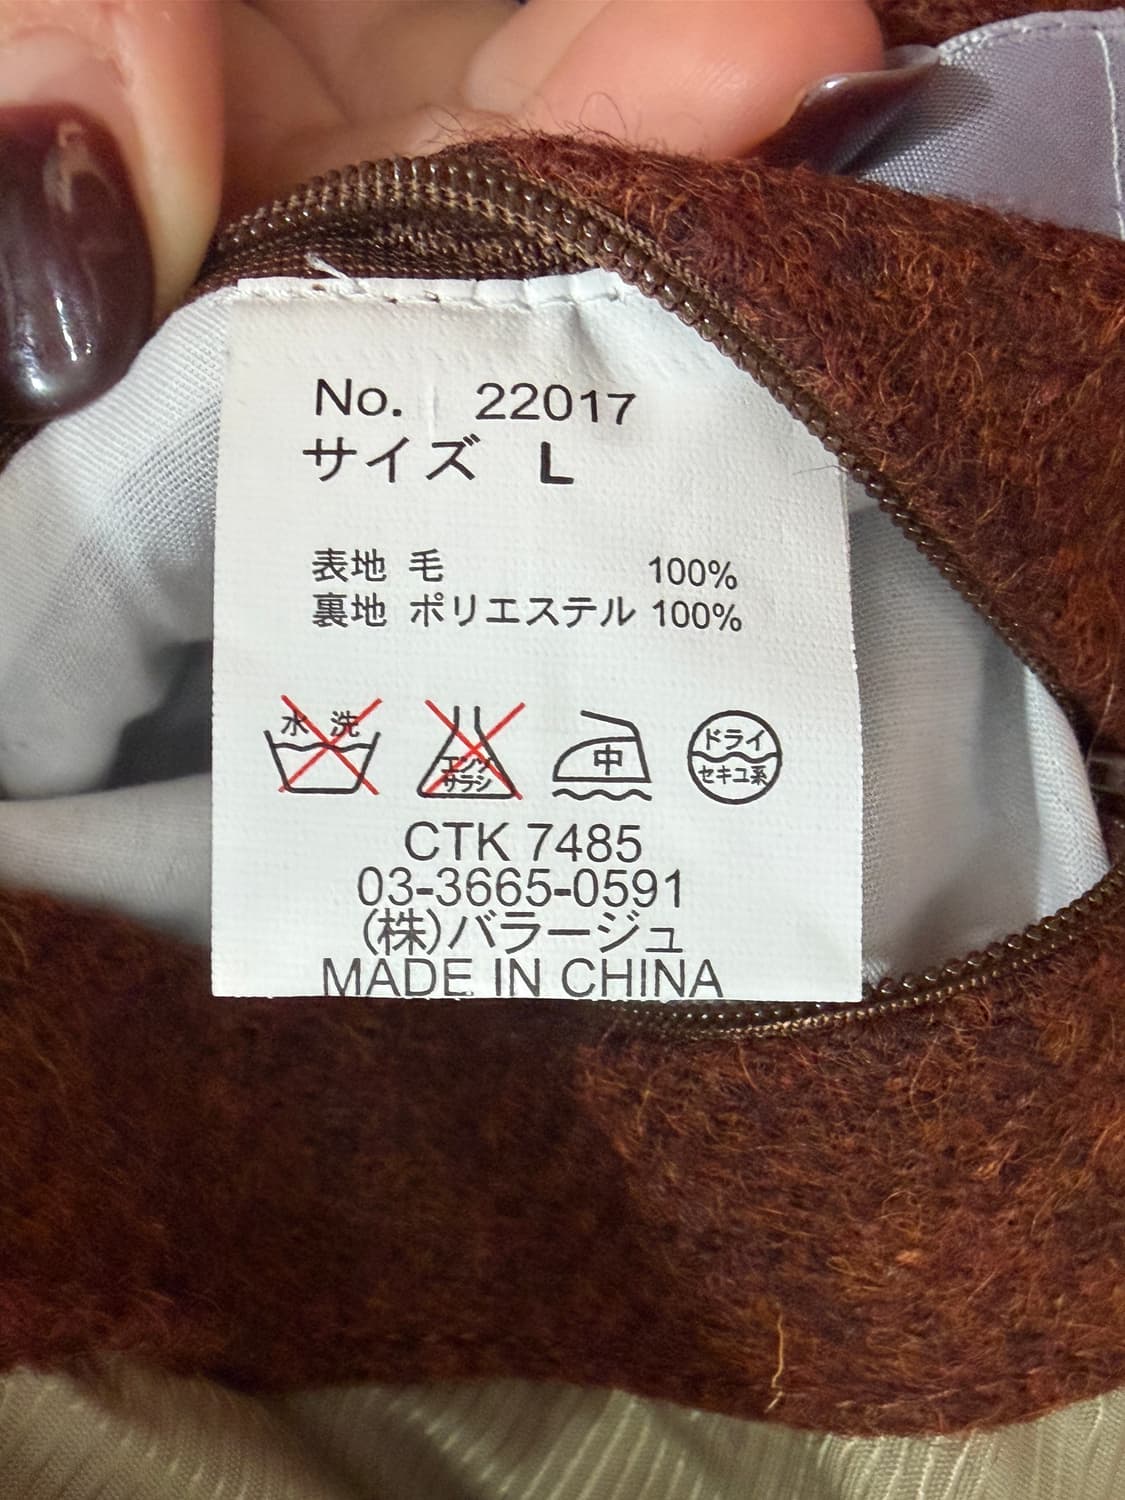 No. 22017
サイズ L
表地 毛 100%
裏地 ポリエステル 100%
水洗 エンソサラシ 中 ドライセキユ系
CTK 7485
03-3665-0591
(株)バラージュ
MADE IN CHINA